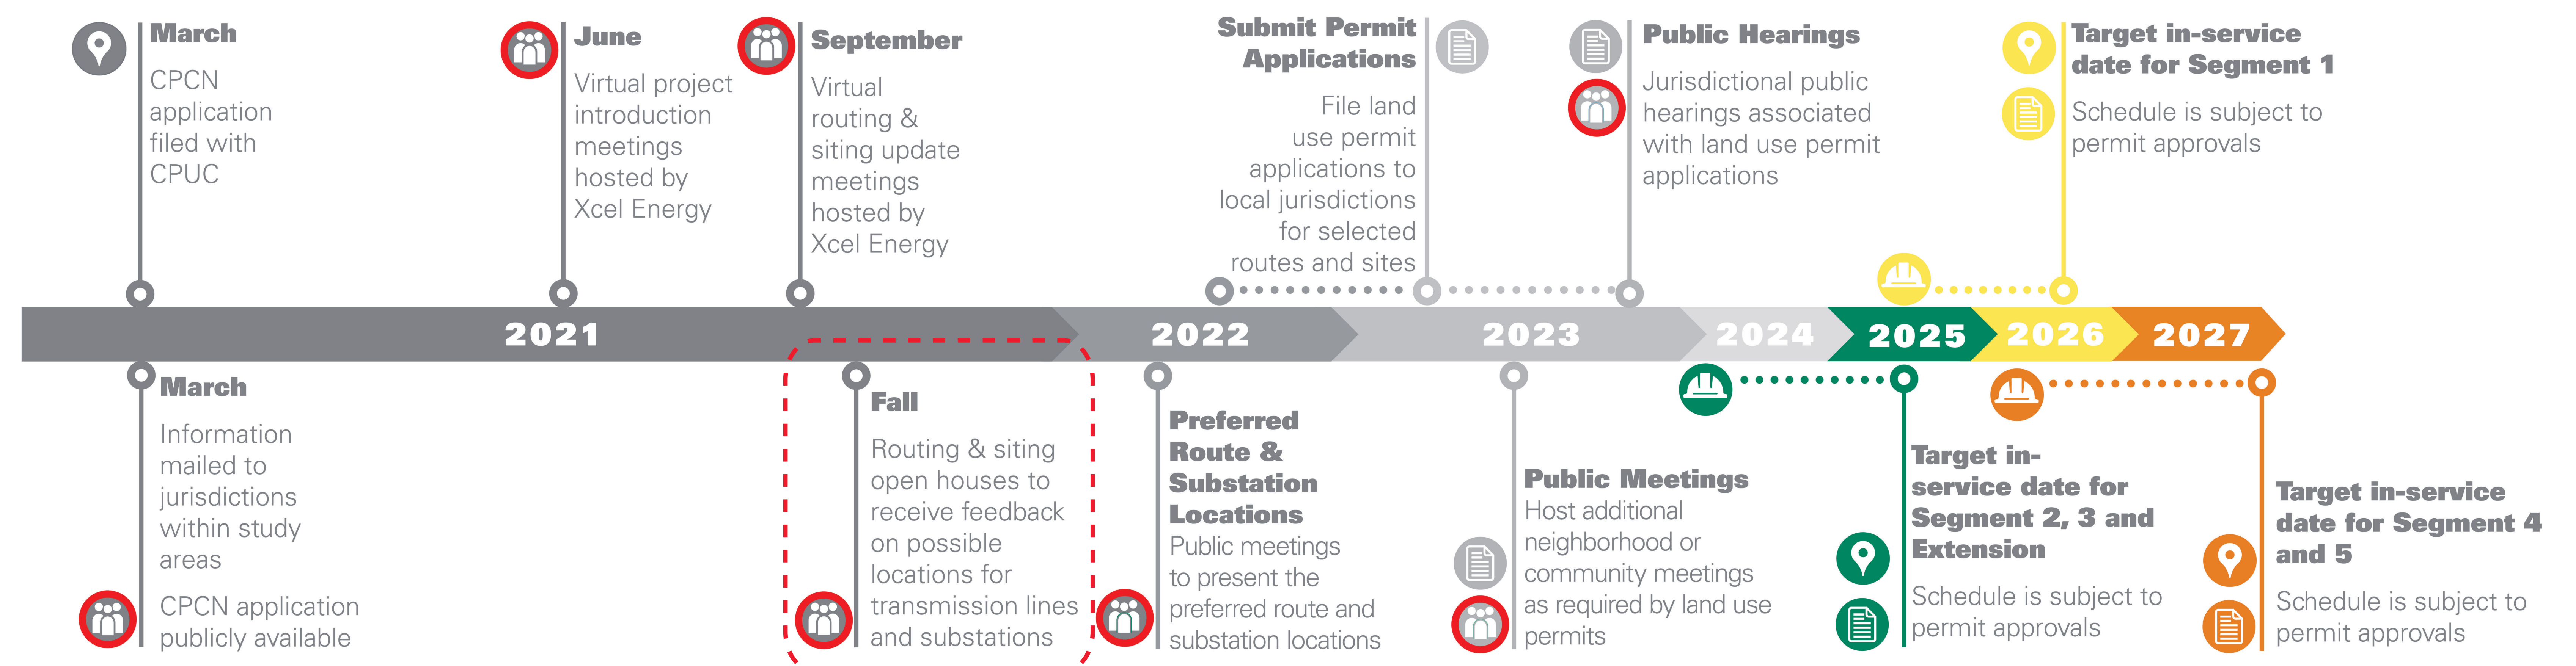 March
CPCN
application
filed with
CPUC
June
Virtual project
introduction
meetings
hosted by
Xcel Energy
September
Virtual
routing &
siting update
meetings
hosted by
Xcel Energy
Submit Permit
Applications
File land
use permit
applications to
local jurisdictions
for selected
routes and sites
Public Hearings
Jurisdictional public
hearings associated
with land use permit
applications
Target in-service
date for Segment 1
Schedule is subject to
permit approvals
2021
2022
2023
2024
2025
2026
2027
March
Information
mailed to
jurisdictions
within study
areas
CPCN application
publicly available
Fall
Routing & siting
open houses to
receive feedback
on possible
locations for
transmission lines
and substations
Preferred
Route &
Substation
Locations
Public meetings
to present the
preferred route and
substation locations
Public Meetings
Host additional
neighborhood or
community meetings
as required by land use
permits
Target in-
service date for
Segment 2, 3 and
Extension
Schedule is subject to
permit approvals
Target in-service
date for Segment 4
and 5
Schedule is subject to
permit approvals